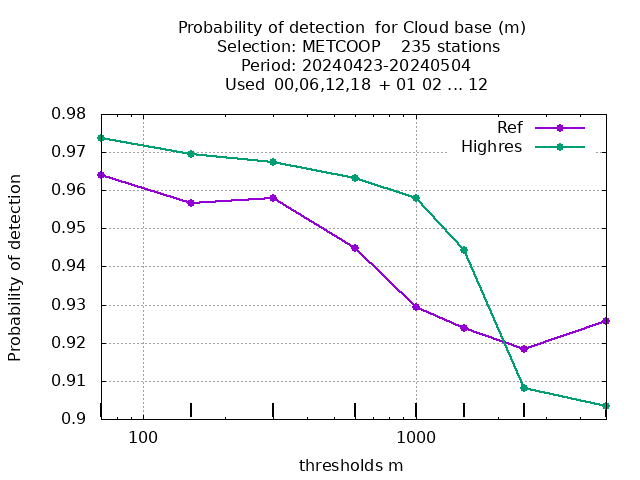 Probability of detection  for Cloud base (m)
Selection: METCOOP    235 stations
Period: 20240423-20240504
Used  00,06,12,18 + 01 02 ... 12
Ref
Highres
0.98
0.97
0.96
0.95
0.94
0.93
0.92
0.91
0.9
Probability of detection
100
1000
thresholds m